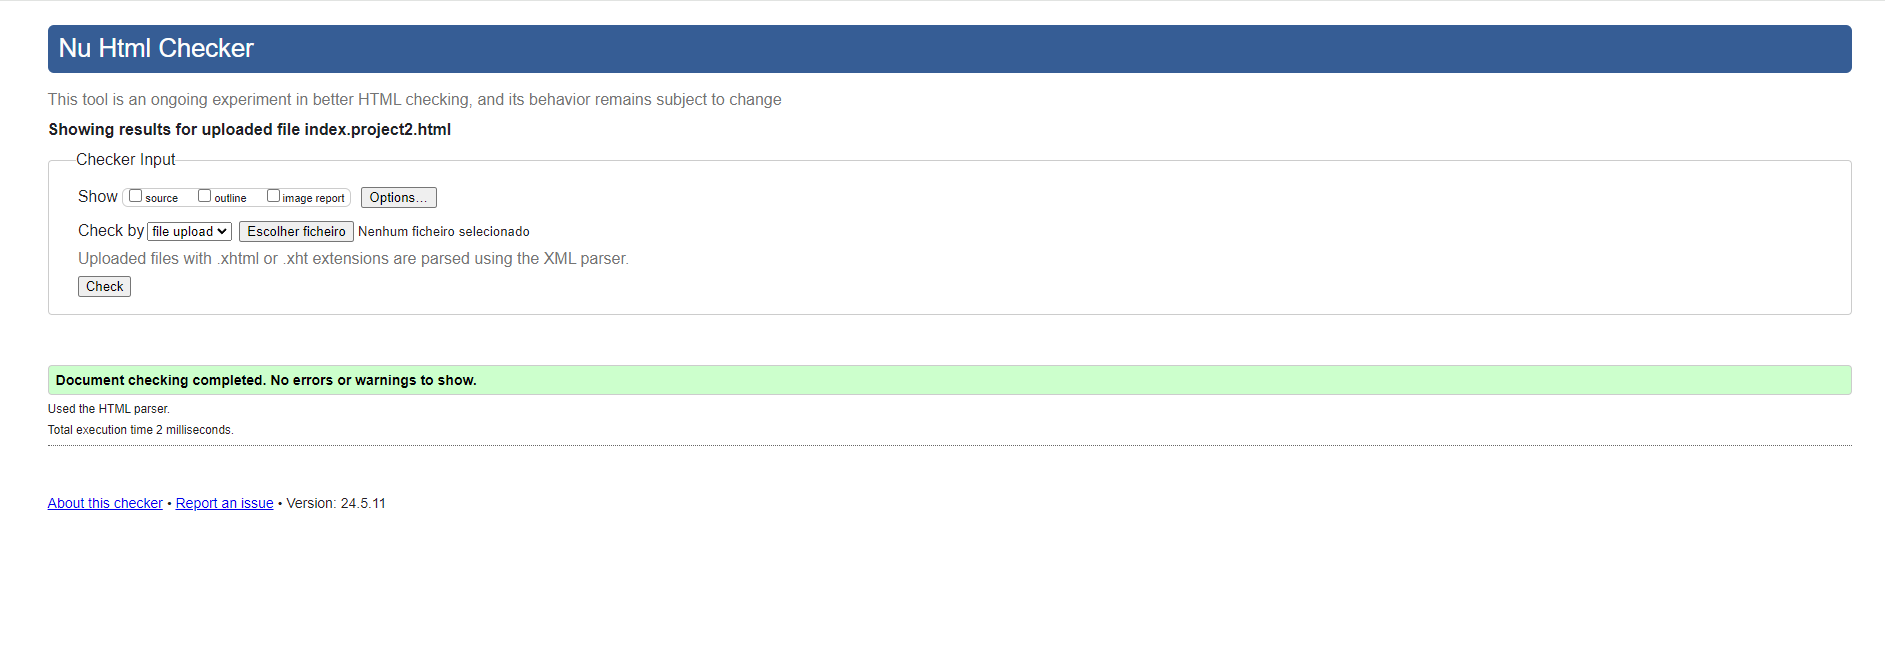 Nu Html Checker
This tool is an ongoing experiment in better HTML checking, and its behavior remains subject to change
Showing results for uploaded file index.project2.html
Checker Input
Show source outline image report Options...
Check by file upload Escolher ficheiro Nenhum ficheiro selecionado
Uploaded files with .xhtml or .xht extensions are parsed using the XML parser.
Check
Document checking completed. No errors or warnings to show.
Used the HTML parser.
Total execution time 2 milliseconds.
About this checker • Report an issue • Version: 24.5.11